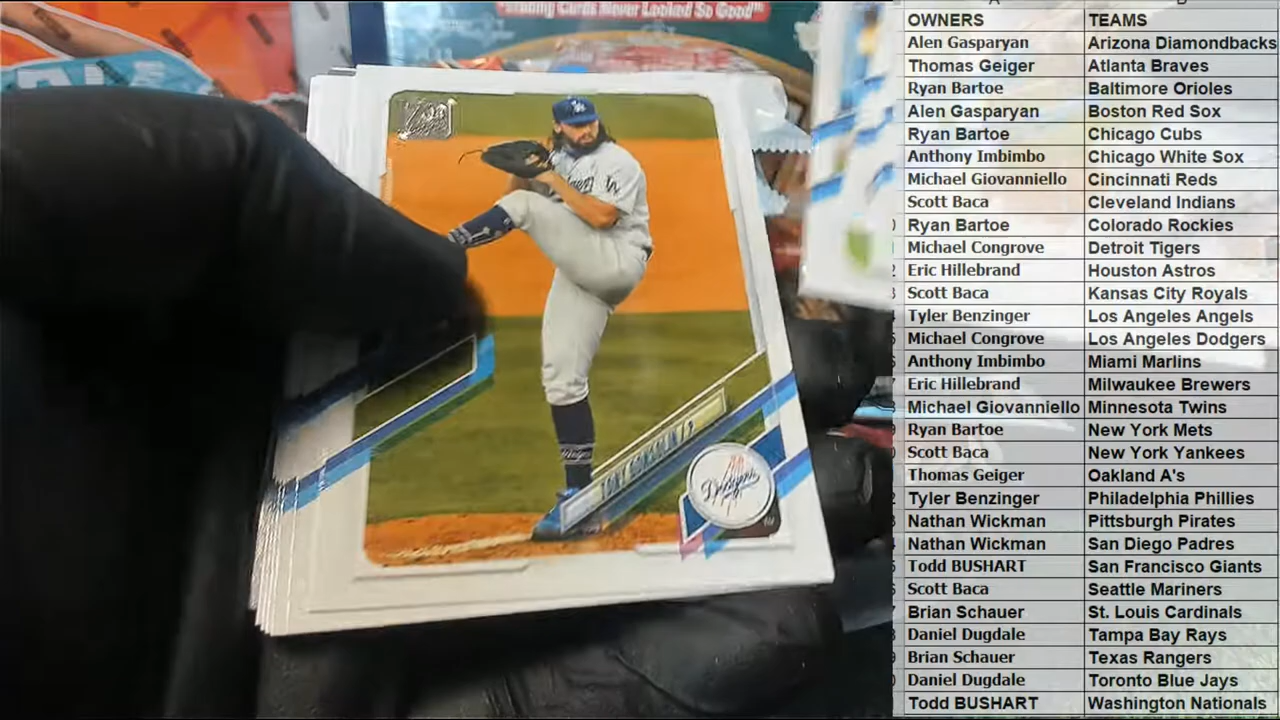 "Trading Cards Never Looked So Good"
TONY GONSOLIN / P
Dodgers
OWNERS TEAMS
Alen Gasparyan Arizona Diamondbacks
Thomas Geiger Atlanta Braves
Ryan Bartoe Baltimore Orioles
Alen Gasparyan Boston Red Sox
Ryan Bartoe Chicago Cubs
Anthony Imbimbo Chicago White Sox
Michael Giovanniello Cincinnati Reds
Scott Baca Cleveland Indians
Ryan Bartoe Colorado Rockies
Michael Congrove Detroit Tigers
Eric Hillebrand Houston Astros
Scott Baca Kansas City Royals
Tyler Benzinger Los Angeles Angels
Michael Congrove Los Angeles Dodgers
Anthony Imbimbo Miami Marlins
Eric Hillebrand Milwaukee Brewers
Michael Giovanniello Minnesota Twins
Ryan Bartoe New York Mets
Scott Baca New York Yankees
Thomas Geiger Oakland A's
Tyler Benzinger Philadelphia Phillies
Nathan Wickman Pittsburgh Pirates
Nathan Wickman San Diego Padres
Todd BUSHART San Francisco Giants
Scott Baca Seattle Mariners
Brian Schauer St. Louis Cardinals
Daniel Dugdale Tampa Bay Rays
Brian Schauer Texas Rangers
Daniel Dugdale Toronto Blue Jays
Todd BUSHART Washington Nationals